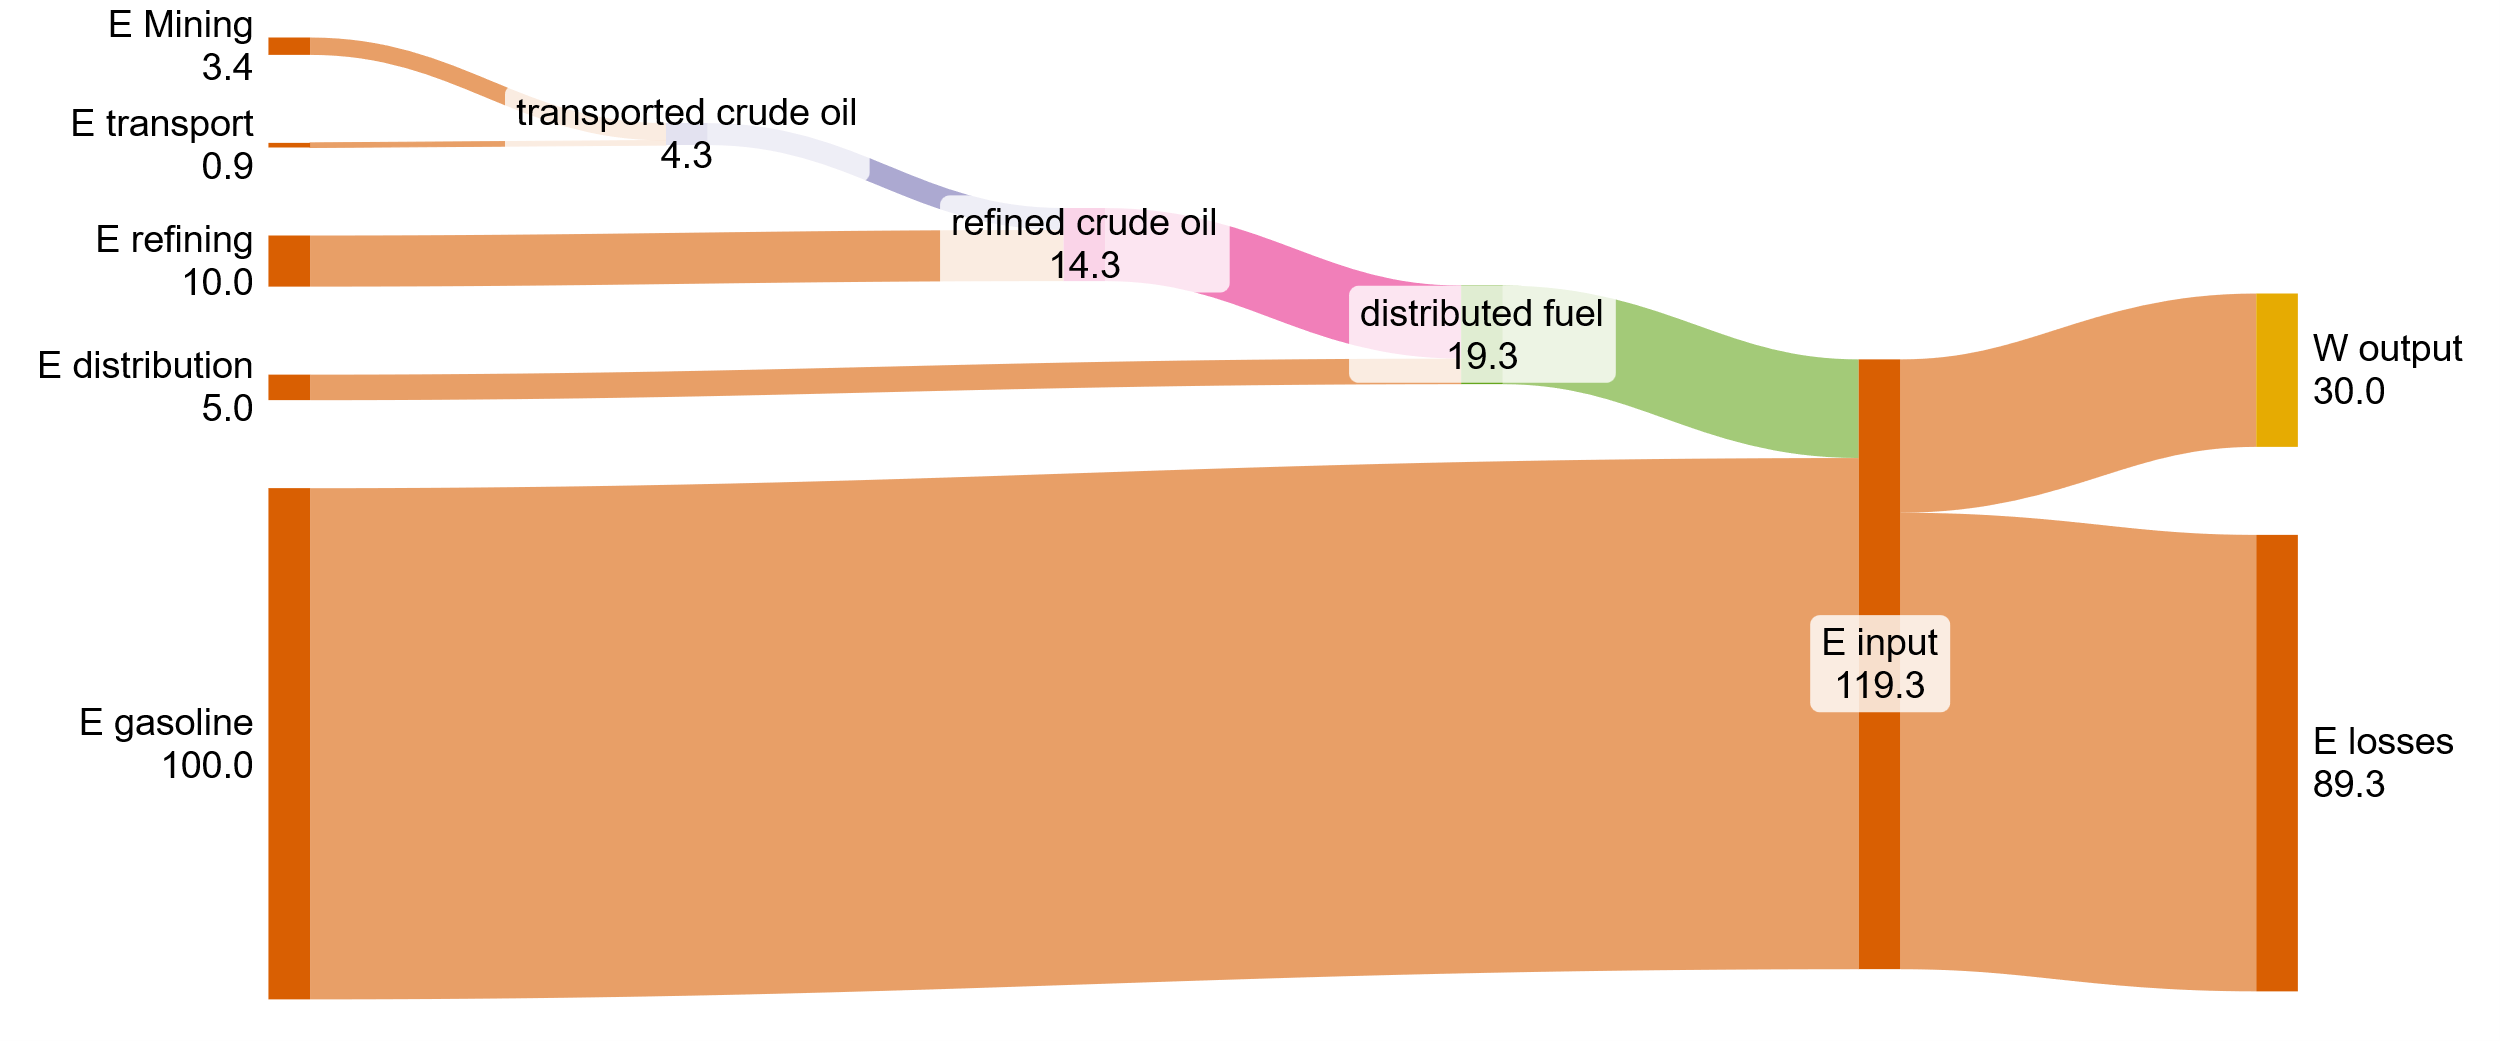 E Mining
3.4
E transport
0.9
transported crude oil
4.3
E refining
10.0
refined crude oil
14.3
E distribution
5.0
distributed fuel
19.3
E gasoline
100.0
E input
119.3
W output
30.0
E losses
89.3